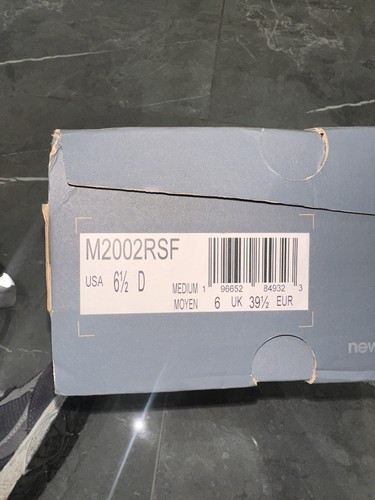 M2002RSF
USA 6½ D MEDIUM 1 96652 84932 3
MOYEN 6 UK 39½ EUR
new